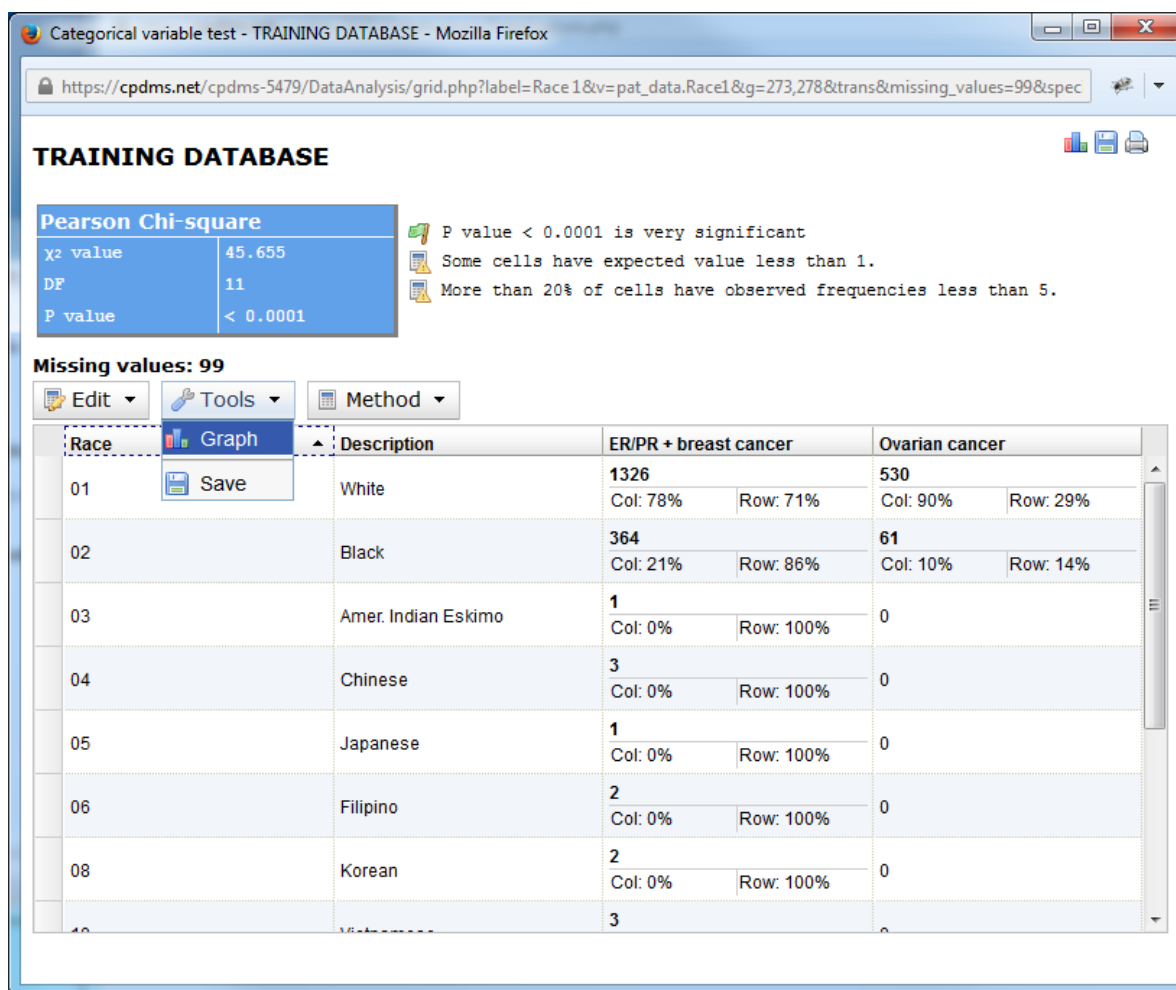 Categorical variable test - TRAINING DATABASE - Mozilla Firefox
https://cpdms.net/cpdms-5479/DataAnalysis/grid.php?label=Race1&v=pat_data.Race1&g=273,278&trans&missing_values=99&spec
TRAINING DATABASE
Pearson Chi-square
χ2 value 45.655
DF 11
P value < 0.0001
P value < 0.0001 is very significant
Some cells have expected value less than 1.
More than 20% of cells have observed frequencies less than 5.
Missing values: 99
Edit Tools Method
Graph
Save
Race Description ER/PR + breast cancer Ovarian cancer
01 White 1326 530
Col: 78% Row: 71% Col: 90% Row: 29%
02 Black 364 61
Col: 21% Row: 86% Col: 10% Row: 14%
03 Amer. Indian Eskimo 1 0
Col: 0% Row: 100%
04 Chinese 3 0
Col: 0% Row: 100%
05 Japanese 1 0
Col: 0% Row: 100%
06 Filipino 2 0
Col: 0% Row: 100%
08 Korean 2 0
Col: 0% Row: 100%
3